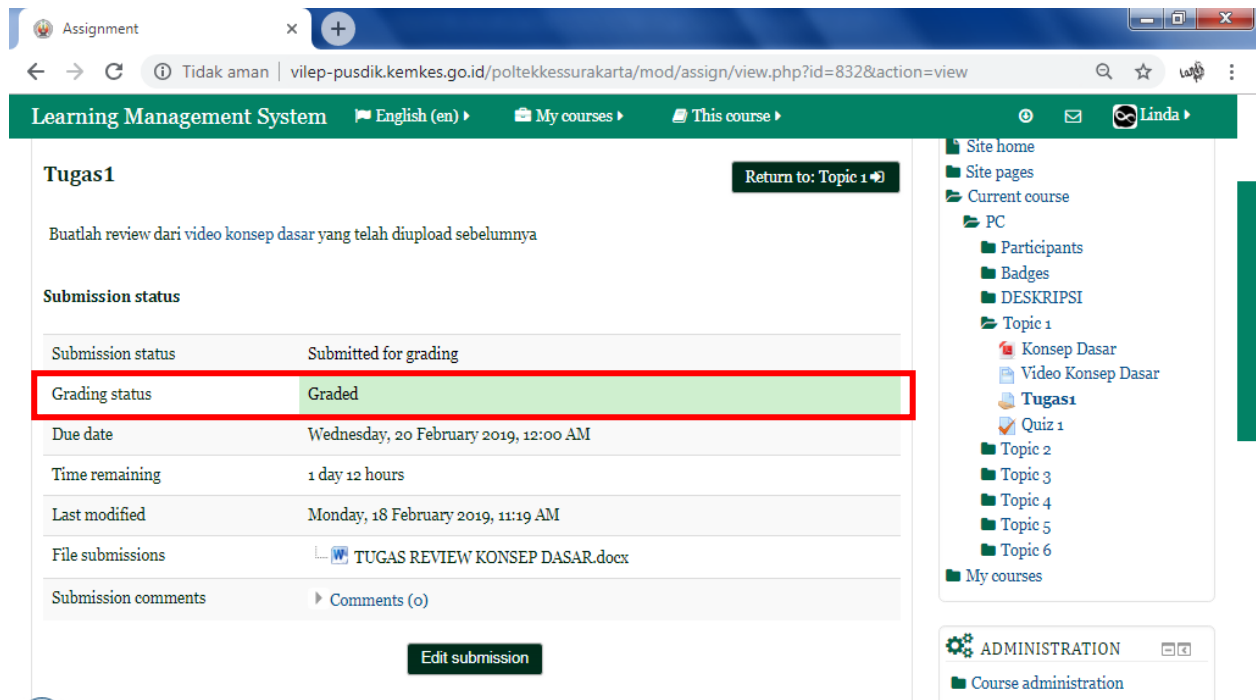 Assignment
Tidak aman | vilep-pusdik.kemkes.go.id/poltekkessurakarta/mod/assign/view.php?id=832&action=view
Learning Management System English (en) My courses This course Linda
Tugas1
Return to: Topic 1
Buatlah review dari video konsep dasar yang telah diupload sebelumnya
Submission status
Submission status Submitted for grading
Grading status Graded
Due date Wednesday, 20 February 2019, 12:00 AM
Time remaining 1 day 12 hours
Last modified Monday, 18 February 2019, 11:19 AM
File submissions TUGAS REVIEW KONSEP DASAR.docx
Submission comments Comments (0)
Edit submission
Site home
Site pages
Current course
PC
Participants
Badges
DESKRIPSI
Topic 1
Konsep Dasar
Video Konsep Dasar
Tugas1
Quiz 1
Topic 2
Topic 3
Topic 4
Topic 5
Topic 6
My courses
ADMINISTRATION
Course administration